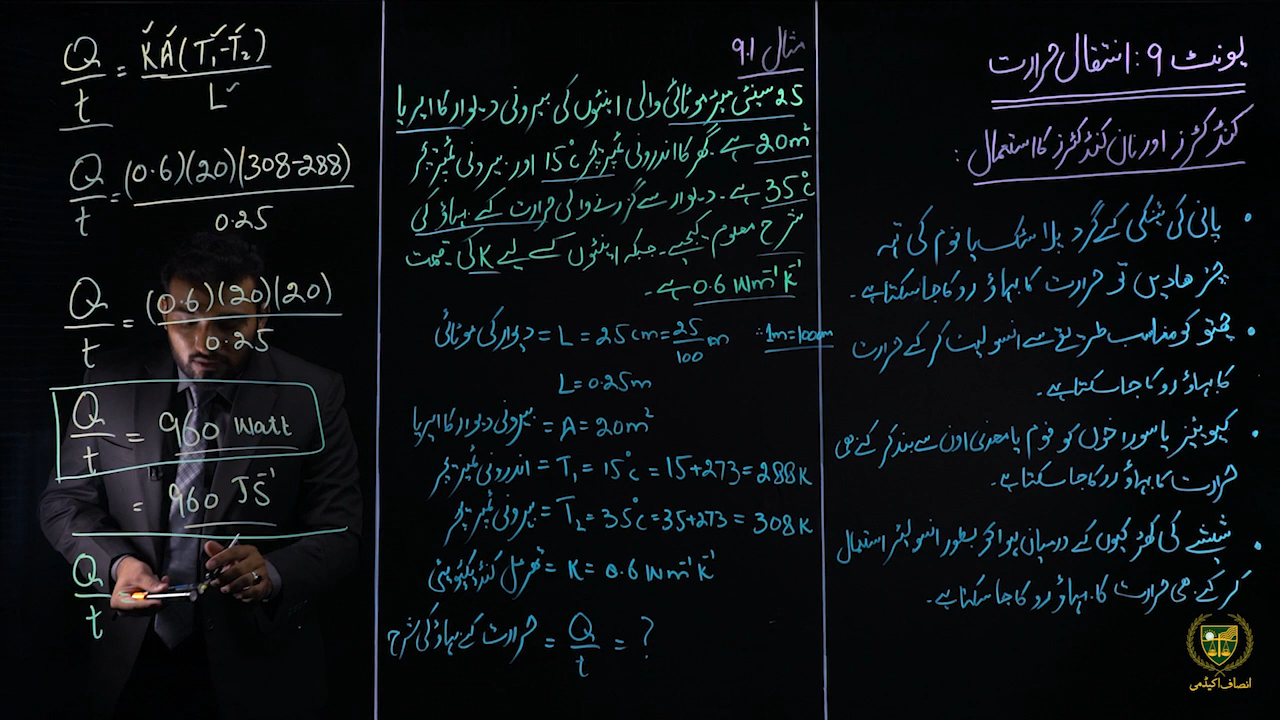 یونٹ ۹: انتقال حرارت
کنڈکٹرز اور نان کنڈکٹرز کا استعمال:
• پانی کی ٹینکی کے گرد پلاسٹک یا فوم کی تہہ
چڑھادیں تو حرارت کا بہاؤ روکا جاسکتا ہے۔
• چھتو کو مناسب طریقے سے انسولیٹ کر کے حرارت
کا بہاؤ روکا جاسکتا ہے۔
• کیویٹیز یا سوراخوں کو فوم یا معدنی اون سے بند کر کے بھی
حرارت کا بہاؤ روکا جاسکتا ہے۔
• شیشے کی کھڑکیوں کے درمیان ہوا کو بطور انسولیٹر استعمال
کر کے بھی حرارت کا بہاؤ روکا جاسکتا ہے۔
مثال 9.1
25 سینٹی میٹر موٹائی والی اینٹوں کی بیرونی دیوار کا ایریا
20m² ہے۔ گھر کا اندرونی ٹمپریچر 15°C اور بیرونی ٹمپریچر
35°C ہے۔ دیوار سے گزرنے والی حرارت کے بہاؤ کی
شرح معلوم کیجیے۔ جبکہ اینٹوں کے لیے K کی قیمت
0.6 Wm⁻¹K⁻¹ ہے۔
دیوار کی موٹائی = L = 25cm = 25/100 m ∵ 1m=100cm
L = 0.25m
بیرونی دیوار کا ایریا = A = 20m²
اندرونی ٹمپریچر = T₁ = 15°C = 15+273 = 288K
بیرونی ٹمپریچر = T₂ = 35°C = 35+273 = 308K
تھرمل کنڈیکٹیویٹی = K = 0.6 Wm⁻¹K⁻¹
حرارت کے بہاؤ کی شرح = Q/t = ?
Q/t = KA(T₁-T₂)/L
Q/t = (0.6)(20)(308-288)/0.25
Q/t = (0.6)(20)(20)/0.25
Q/t = 960 Watt
= 960 JS⁻¹
Q/t =
انصاف اکیڈمی